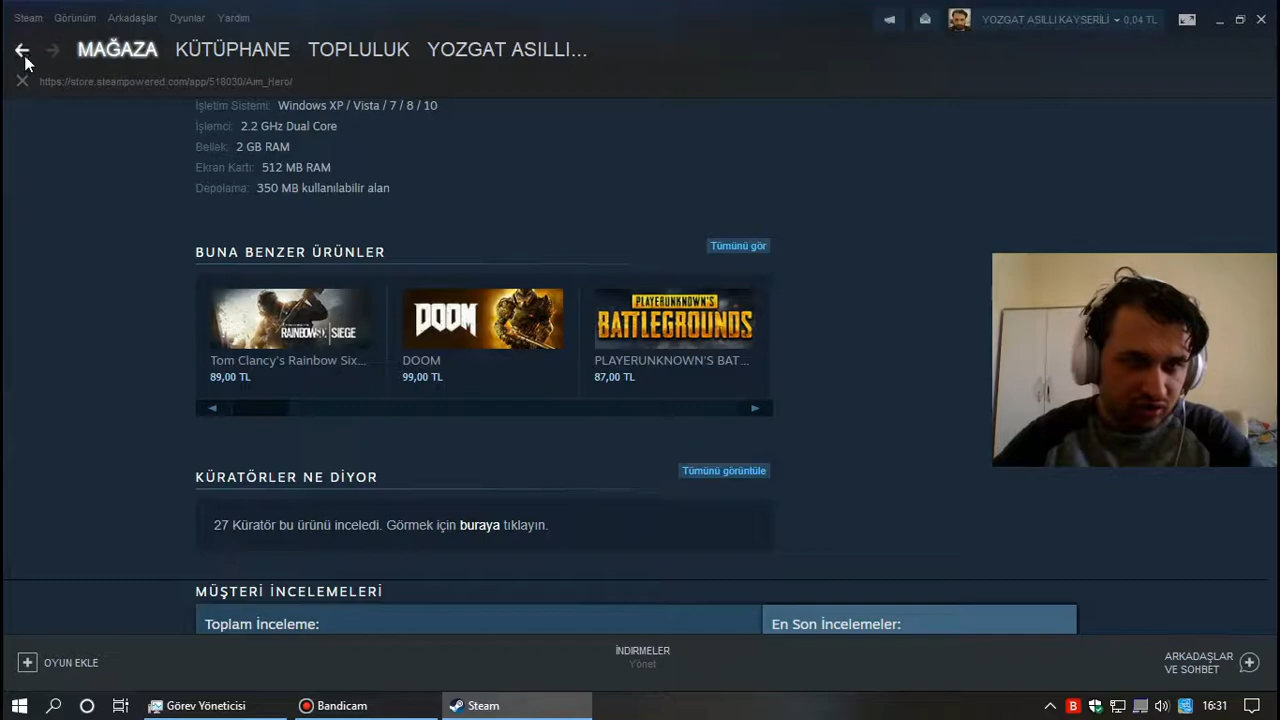 Steam Görünüm Arkadaşlar Oyunlar Yardım
YOZGAT ASILLI KAYSERİLİ 0,04 TL
MAĞAZA KÜTÜPHANE TOPLULUK YOZGAT ASILLI...
https://store.steampowered.com/app/518030/Aim_Hero/
İşletim Sistemi: Windows XP / Vista / 7 / 8 / 10
İşlemci: 2.2 GHz Dual Core
Bellek: 2 GB RAM
Ekran Kartı: 512 MB RAM
Depolama: 350 MB kullanılabilir alan
BUNA BENZER ÜRÜNLER
Tümünü gör
RAINBOW SIX SIEGE
DOOM
PLAYERUNKNOWN'S
BATTLEGROUNDS
Tom Clancy's Rainbow Six...
DOOM
PLAYERUNKNOWN'S BAT...
89,00 TL
99,00 TL
87,00 TL
KÜRATÖRLER NE DİYOR
Tümünü görüntüle
27 Küratör bu ürünü inceledi. Görmek için buraya tıklayın.
MÜŞTERİ İNCELEMELERİ
Toplam İnceleme:
En Son İncelemeler:
OYUN EKLE
İNDİRMELER
Yönet
ARKADAŞLAR
VE SOHBET
Görev Yöneticisi
Bandicam
Steam
B
16:31